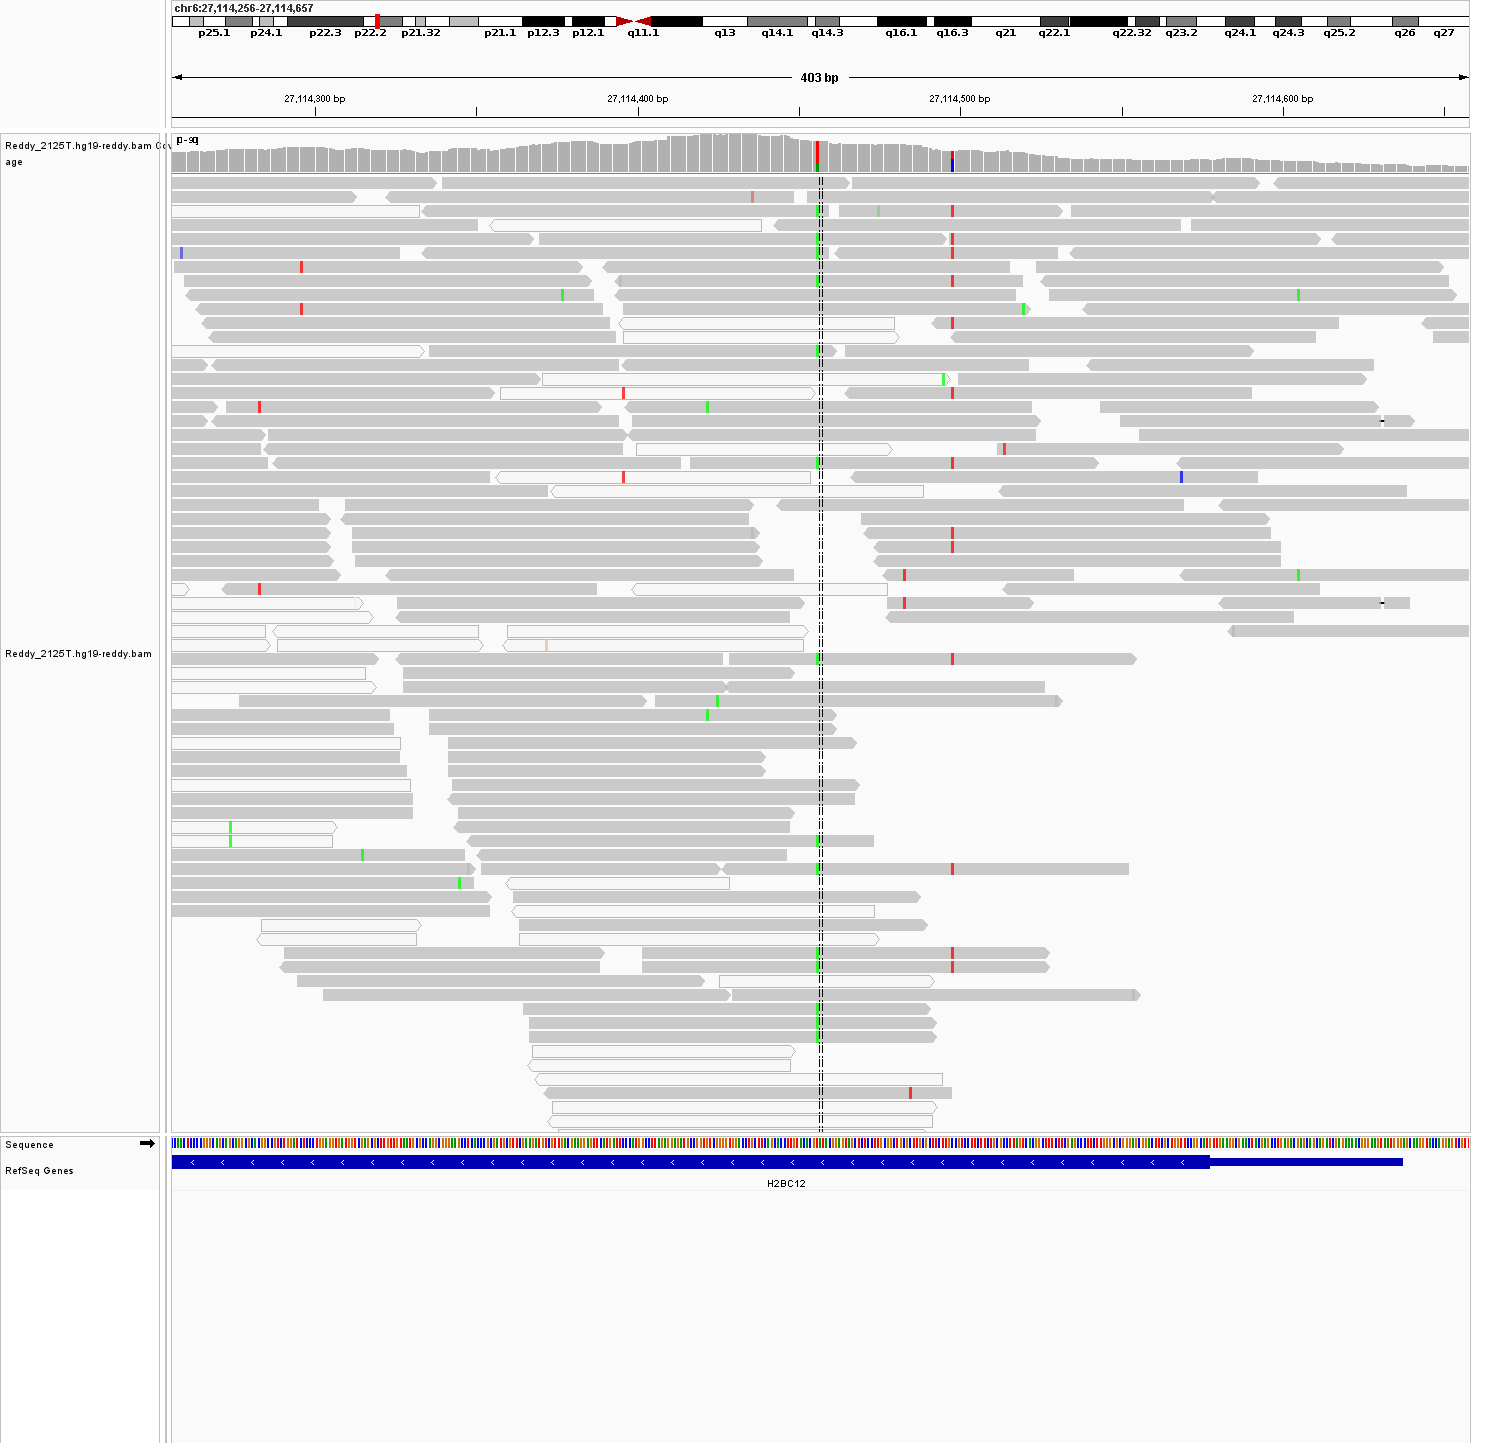 chr6:27,114,256-27,114,657
p25.1 p24.1 p22.3 p22.2 p21.32 p21.1 p12.3 p12.1 q11.1 q13 q14.1 q14.3 q16.1 q16.3 q21 q22.1 q22.32 q23.2 q24.1 q24.3 q25.2 q26 q27
403 bp
27,114,300 bp 27,114,400 bp 27,114,500 bp 27,114,600 bp
Reddy_2125T.hg19-reddy.bam Cov
age
Reddy_2125T.hg19-reddy.bam
Sequence
RefSeq Genes
H2BC12